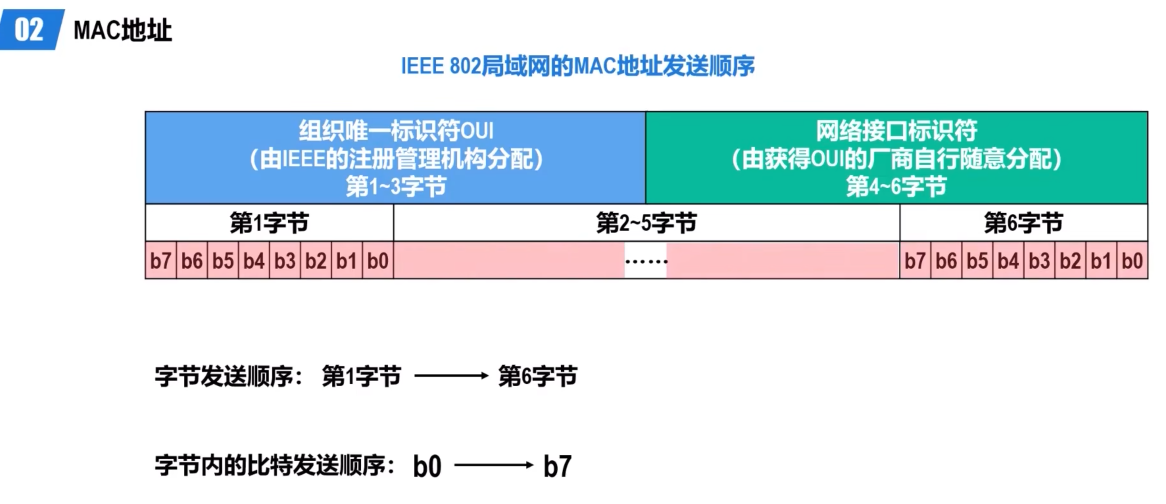 02 MAC地址
IEEE 802局域网的MAC地址发送顺序
组织唯一标识符OUI
（由IEEE的注册管理机构分配）
第1~3字节
网络接口标识符
（由获得OUI的厂商自行随意分配）
第4~6字节
第1字节 第2~5字节 第6字节
b7 b6 b5 b4 b3 b2 b1 b0 …… b7 b6 b5 b4 b3 b2 b1 b0
字节发送顺序： 第1字节 → 第6字节
字节内的比特发送顺序： b0 → b7